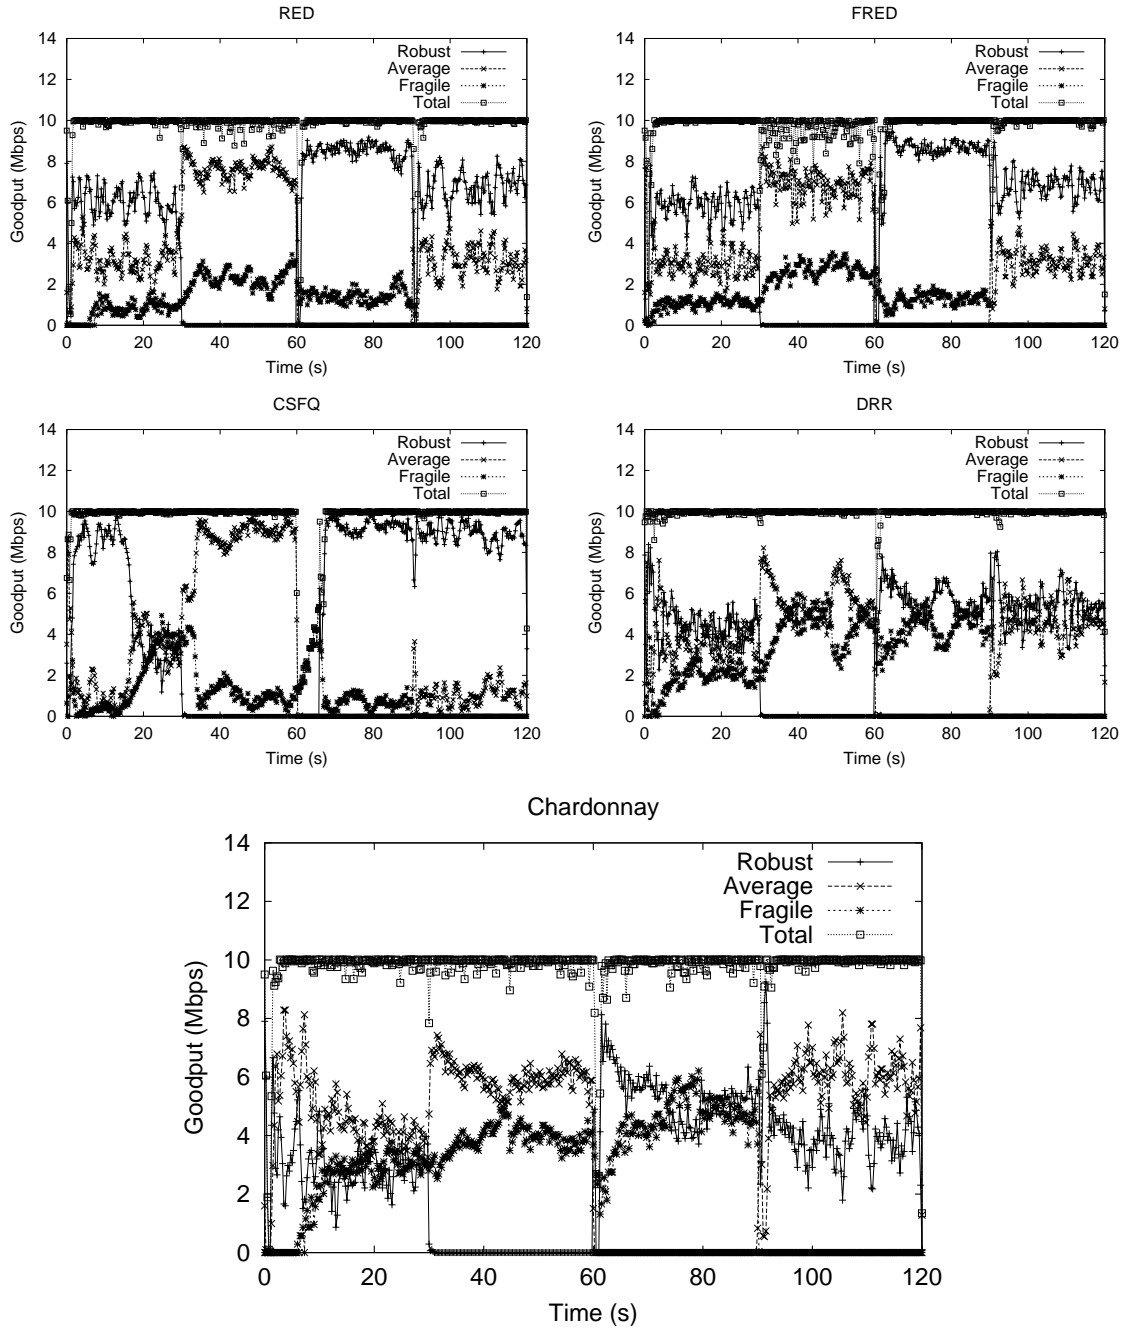 RED
14
12
10
8
6
4
2
0
Goodput (Mbps)
Robust
Average
Fragile
Total
0 20 40 60 80 100 120
Time (s)
FRED
14
12
10
8
6
4
2
0
Goodput (Mbps)
Robust
Average
Fragile
Total
0 20 40 60 80 100 120
Time (s)
CSFQ
14
12
10
8
6
4
2
0
Goodput (Mbps)
Robust
Average
Fragile
Total
0 20 40 60 80 100 120
Time (s)
DRR
14
12
10
8
6
4
2
0
Goodput (Mbps)
Robust
Average
Fragile
Total
0 20 40 60 80 100 120
Time (s)
Chardonnay
14
12
10
8
6
4
2
0
Goodput (Mbps)
Robust
Average
Fragile
Total
0 20 40 60 80 100 120
Time (s)